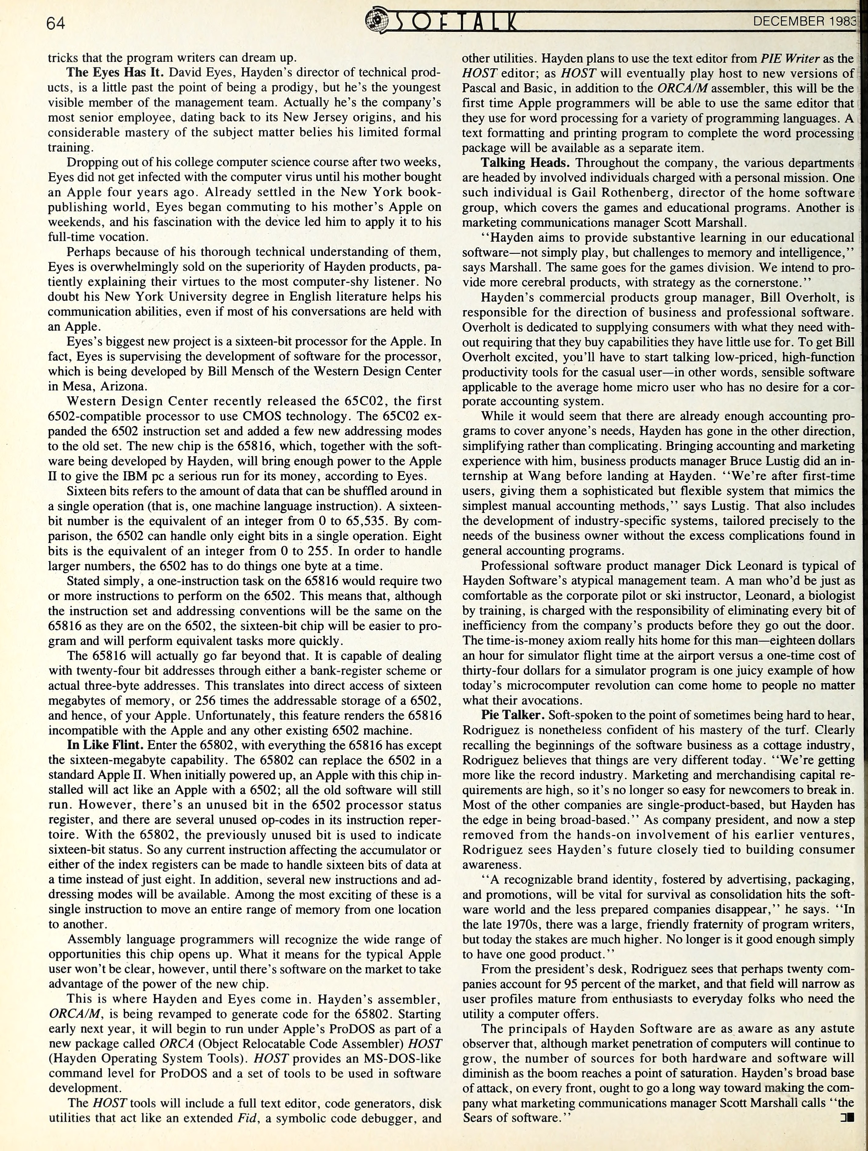 64
SOFTALK
DECEMBER 1983
tricks that the program writers can dream up.
The Eyes Has It. David Eyes, Hayden's director of technical prod-
ucts, is a little past the point of being a prodigy, but he's the youngest
visible member of the management team. Actually he's the company's
most senior employee, dating back to its New Jersey origins, and his
considerable mastery of the subject matter belies his limited formal
training.
Dropping out of his college computer science course after two weeks,
Eyes did not get infected with the computer virus until his mother bought
an Apple four years ago. Already settled in the New York book-
publishing world, Eyes began commuting to his mother's Apple on
weekends, and his fascination with the device led him to apply it to his
full-time vocation.
Perhaps because of his thorough technical understanding of them,
Eyes is overwhelmingly sold on the superiority of Hayden products, pa-
tiently explaining their virtues to the most computer-shy listener. No
doubt his New York University degree in English literature helps his
communication abilities, even if most of his conversations are held with
an Apple.
Eyes's biggest new project is a sixteen-bit processor for the Apple. In
fact, Eyes is supervising the development of software for the processor,
which is being developed by Bill Mensch of the Western Design Center
in Mesa, Arizona.
Western Design Center recently released the 65C02, the first
6502-compatible processor to use CMOS technology. The 65C02 ex-
panded the 6502 instruction set and added a few new addressing modes
to the old set. The new chip is the 65816, which, together with the soft-
ware being developed by Hayden, will bring enough power to the Apple
II to give the IBM pc a serious run for its money, according to Eyes.
Sixteen bits refers to the amount of data that can be shuffled around in
a single operation (that is, one machine language instruction). A sixteen-
bit number is the equivalent of an integer from 0 to 65,535. By com-
parison, the 6502 can handle only eight bits in a single operation. Eight
bits is the equivalent of an integer from 0 to 255. In order to handle
larger numbers, the 6502 has to do things one byte at a time.
Stated simply, a one-instruction task on the 65816 would require two
or more instructions to perform on the 6502. This means that, although
the instruction set and addressing conventions will be the same on the
65816 as they are on the 6502, the sixteen-bit chip will be easier to pro-
gram and will perform equivalent tasks more quickly.
The 65816 will actually go far beyond that. It is capable of dealing
with twenty-four bit addresses through either a bank-register scheme or
actual three-byte addresses. This translates into direct access of sixteen
megabytes of memory, or 256 times the addressable storage of a 6502,
and hence, of your Apple. Unfortunately, this feature renders the 65816
incompatible with the Apple and any other existing 6502 machine.
In Like Flint. Enter the 65802, with everything the 65816 has except
the sixteen-megabyte capability. The 65802 can replace the 6502 in a
standard Apple II. When initially powered up, an Apple with this chip in-
stalled will act like an Apple with a 6502; all the old software will still
run. However, there's an unused bit in the 6502 processor status
register, and there are several unused op-codes in its instruction reper-
toire. With the 65802, the previously unused bit is used to indicate
sixteen-bit status. So any current instruction affecting the accumulator or
either of the index registers can be made to handle sixteen bits of data at
a time instead of just eight. In addition, several new instructions and ad-
dressing modes will be available. Among the most exciting of these is a
single instruction to move an entire range of memory from one location
to another.
Assembly language programmers will recognize the wide range of
opportunities this chip opens up. What it means for the typical Apple
user won't be clear, however, until there's software on the market to take
advantage of the power of the new chip.
This is where Hayden and Eyes come in. Hayden's assembler,
ORCA/M, is being revamped to generate code for the 65802. Starting
early next year, it will begin to run under Apple's ProDOS as part of a
new package called ORCA (Object Relocatable Code Assembler) HOST
(Hayden Operating System Tools). HOST provides an MS-DOS-like
command level for ProDOS and a set of tools to be used in software
development.
The HOST tools will include a full text editor, code generators, disk
utilities that act like an extended Fid, a symbolic code debugger, and
other utilities. Hayden plans to use the text editor from PIE Writer as the
HOST editor; as HOST will eventually play host to new versions of
Pascal and Basic, in addition to the ORCA/M assembler, this will be the
first time Apple programmers will be able to use the same editor that
they use for word processing for a variety of programming languages. A
text formatting and printing program to complete the word processing
package will be available as a separate item.
Talking Heads. Throughout the company, the various departments
are headed by involved individuals charged with a personal mission. One
such individual is Gail Rothenberg, director of the home software
group, which covers the games and educational programs. Another is
marketing communications manager Scott Marshall.
"Hayden aims to provide substantive learning in our educational
software—not simply play, but challenges to memory and intelligence,"
says Marshall. The same goes for the games division. We intend to pro-
vide more cerebral products, with strategy as the cornerstone."
Hayden's commercial products group manager, Bill Overholt, is
responsible for the direction of business and professional software.
Overholt is dedicated to supplying consumers with what they need with-
out requiring that they buy capabilities they have little use for. To get Bill
Overholt excited, you'll have to start talking low-priced, high-function
productivity tools for the casual user—in other words, sensible software
applicable to the average home micro user who has no desire for a cor-
porate accounting system.
While it would seem that there are already enough accounting pro-
grams to cover anyone's needs, Hayden has gone in the other direction,
simplifying rather than complicating. Bringing accounting and marketing
experience with him, business products manager Bruce Lustig did an in-
ternship at Wang before landing at Hayden. "We're after first-time
users, giving them a sophisticated but flexible system that mimics the
simplest manual accounting methods," says Lustig. That also includes
the development of industry-specific systems, tailored precisely to the
needs of the business owner without the excess complications found in
general accounting programs.
Professional software product manager Dick Leonard is typical of
Hayden Software's atypical management team. A man who'd be just as
comfortable as the corporate pilot or ski instructor, Leonard, a biologist
by training, is charged with the responsibility of eliminating every bit of
inefficiency from the company's products before they go out the door.
The time-is-money axiom really hits home for this man—eighteen dollars
an hour for simulator flight time at the airport versus a one-time cost of
thirty-four dollars for a simulator program is one juicy example of how
today's microcomputer revolution can come home to people no matter
what their avocations.
Pie Talker. Soft-spoken to the point of sometimes being hard to hear,
Rodriguez is nonetheless confident of his mastery of the turf. Clearly
recalling the beginnings of the software business as a cottage industry,
Rodriguez believes that things are very different today. "We're getting
more like the record industry. Marketing and merchandising capital re-
quirements are high, so it's no longer so easy for newcomers to break in.
Most of the other companies are single-product-based, but Hayden has
the edge in being broad-based." As company president, and now a step
removed from the hands-on involvement of his earlier ventures,
Rodriguez sees Hayden's future closely tied to building consumer
awareness.
"A recognizable brand identity, fostered by advertising, packaging,
and promotions, will be vital for survival as consolidation hits the soft-
ware world and the less prepared companies disappear," he says. "In
the late 1970s, there was a large, friendly fraternity of program writers,
but today the stakes are much higher. No longer is it good enough simply
to have one good product."
From the president's desk, Rodriguez sees that perhaps twenty com-
panies account for 95 percent of the market, and that field will narrow as
user profiles mature from enthusiasts to everyday folks who need the
utility a computer offers.
The principals of Hayden Software are as aware as any astute
observer that, although market penetration of computers will continue to
grow, the number of sources for both hardware and software will
diminish as the boom reaches a point of saturation. Hayden's broad base
of attack, on every front, ought to go a long way toward making the com-
pany what marketing communications manager Scott Marshall calls "the
Sears of software."